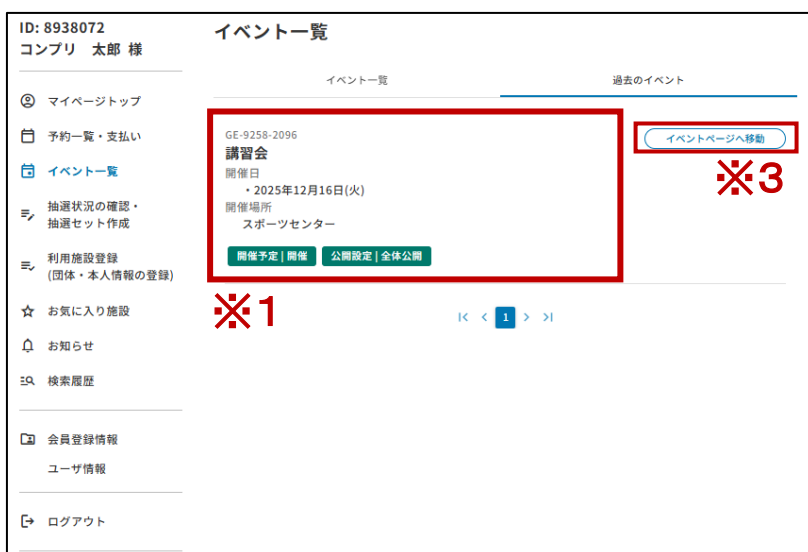 ID: 8938072
コンプリ　太郎 様
マイページトップ
予約一覧・支払い
イベント一覧
抽選状況の確認・
抽選セット作成
利用施設登録
(団体・本人情報の登録)
お気に入り施設
お知らせ
検索履歴
会員登録情報
ユーザ情報
ログアウト
イベント一覧
イベント一覧
過去のイベント
GE-9258-2096
講習会
開催日
・2025年12月16日(火)
開催場所
スポーツセンター
開催予定 | 開催
公開設定 | 全体公開
イベントページへ移動
※3
※1
1